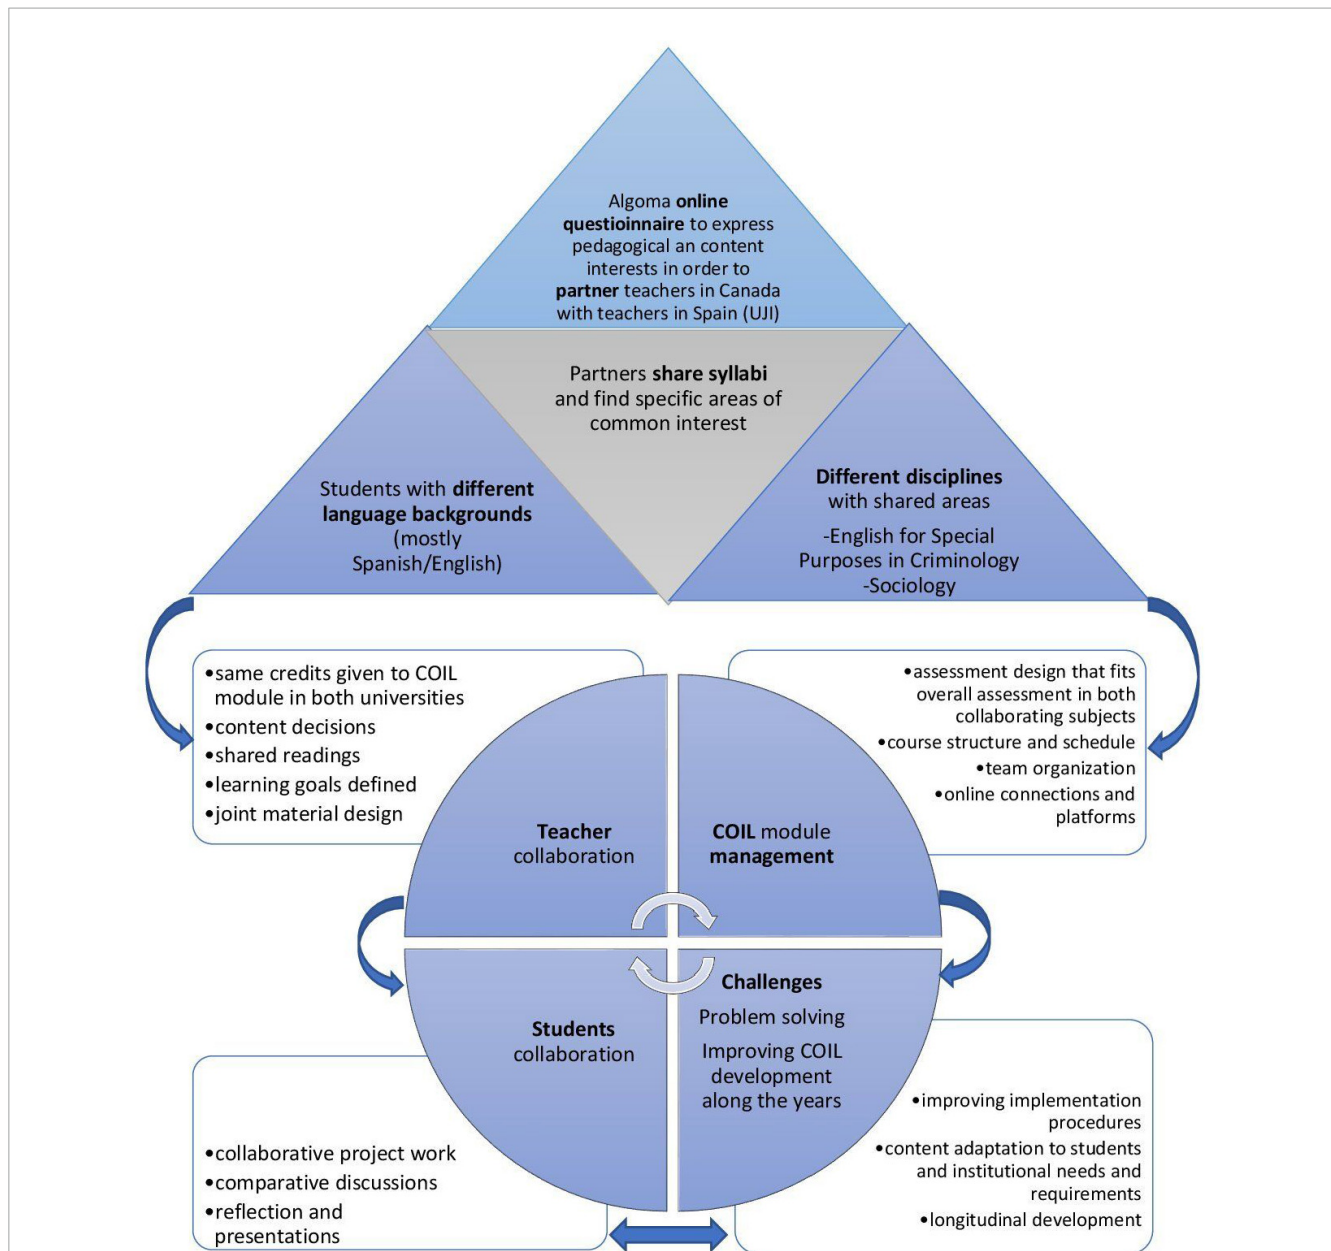 Algoma online
questoinnaire to express
pedagogical an content
interests in order to
partner teachers in Canada
with teachers in Spain (UJI)
Partners share syllabi
and find specific areas of
common interest
Students with different
language backgrounds
(mostly
Spanish/English)
Different disciplines
with shared areas
-English for Special
Purposes in Criminology
-Sociology
•same credits given to COIL
module in both universities
•content decisions
•shared readings
•learning goals defined
•joint material design
•assessment design that fits
overall assessment in both
collaborating subjects
•course structure and schedule
•team organization
•online connections and
platforms
Teacher
collaboration
COIL module
management
Students
collaboration
Challenges
Problem solving
Improving COIL
development
along the years
•collaborative project work
•comparative discussions
•reflection and
presentations
•improving implementation
procedures
•content adaptation to students
and institutional needs and
requirements
•longitudinal development